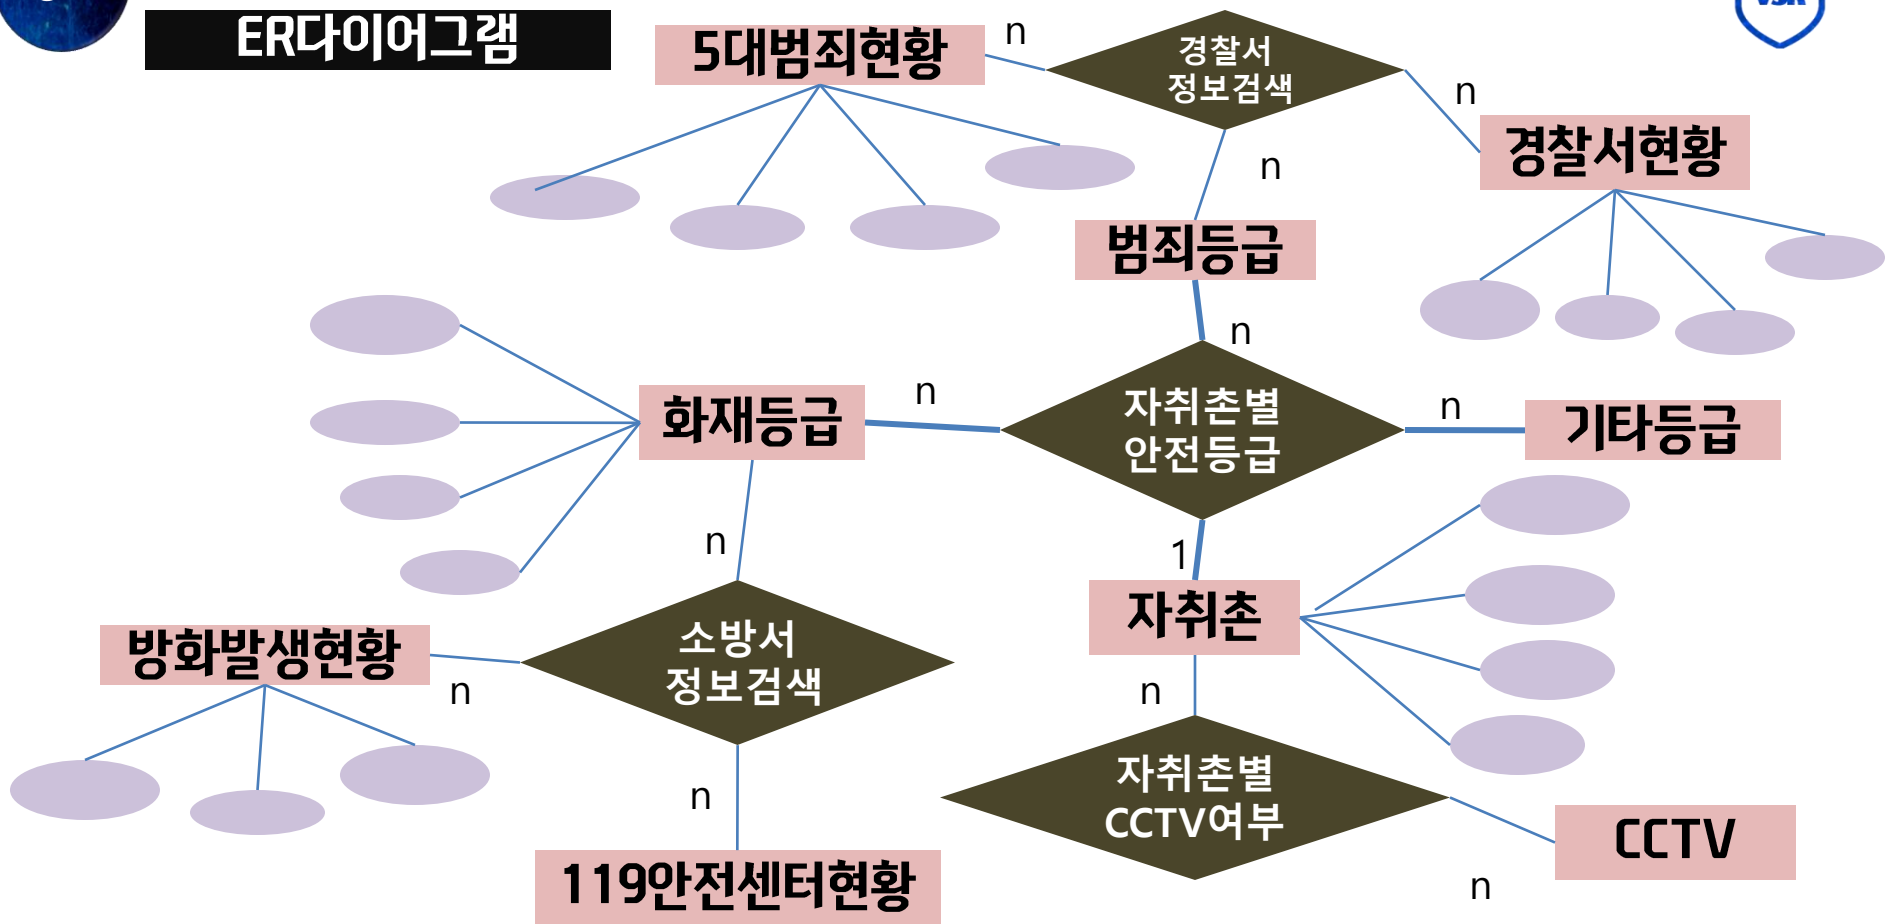 ER다이어그램
5대범죄현황
n
경찰서
정보검색
n
경찰서현황
n
범죄등급
n
화재등급
n
자취촌별
안전등급
n
기타등급
n
1
자취촌
소방서
정보검색
방화발생현황
n
n
자취촌별
CCTV여부
n
CCTV
n
119안전센터현황